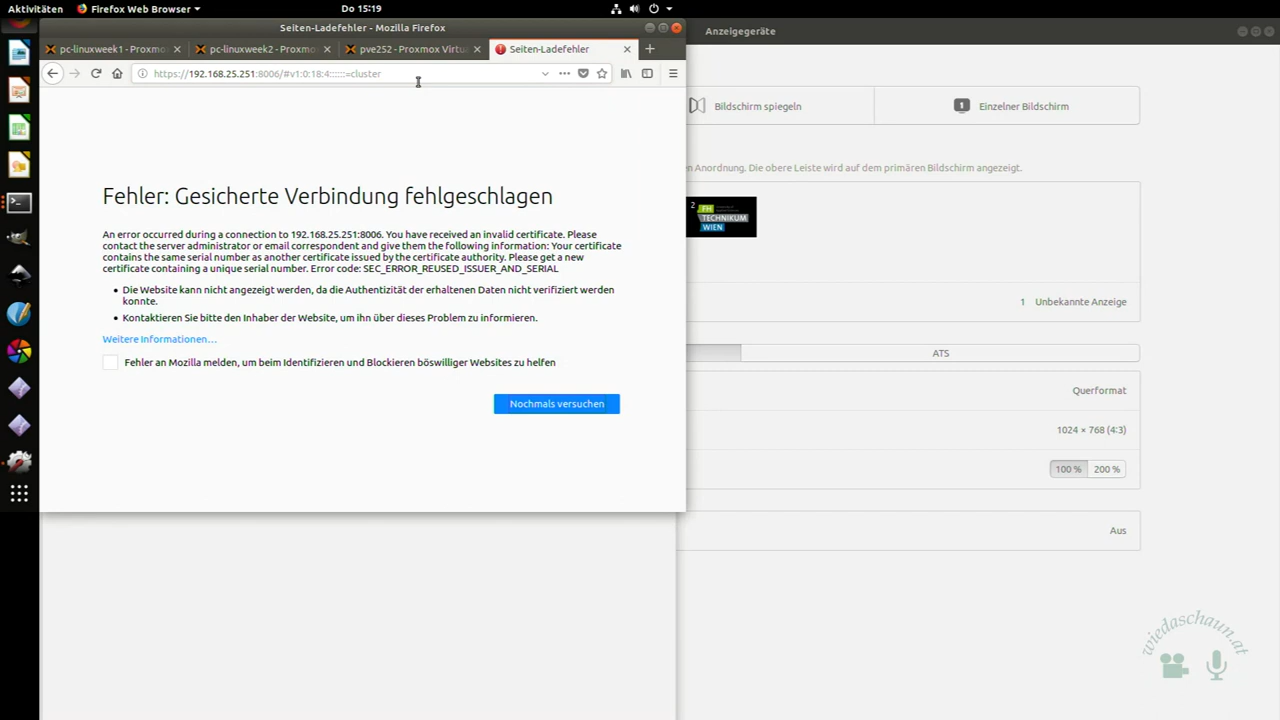 Aktivitäten
Firefox Web Browser
Do 15:19
Seiten-Ladefehler - Mozilla Firefox
Anzeigegeräte
pc-linuxweek1 - Proxmo
pc-linuxweek2 - Proxmo
pve252 - Proxmox Virtu
Seiten-Ladefehler
https://192.168.25.251:8006/#v1:0:18:4::::::=cluster
Bildschirm spiegeln
1
Einzelner Bildschirm
n Anordnung. Die obere Leiste wird auf dem primären Bildschirm angezeigt.
2
FH
TECHNIKUM
WIEN
Fehler: Gesicherte Verbindung fehlgeschlagen
An error occurred during a connection to 192.168.25.251:8006. You have received an invalid certificate. Please
contact the server administrator or email correspondent and give them the following information: Your certificate
contains the same serial number as another certificate issued by the certificate authority. Please get a new
certificate containing a unique serial number. Error code: SEC_ERROR_REUSED_ISSUER_AND_SERIAL
Die Website kann nicht angezeigt werden, da die Authentizität der erhaltenen Daten nicht verifiziert werden
konnte.
Kontaktieren Sie bitte den Inhaber der Website, um ihn über dieses Problem zu informieren.
Weitere Informationen…
Fehler an Mozilla melden, um beim Identifizieren und Blockieren böswilliger Websites zu helfen
Nochmals versuchen
1 Unbekannte Anzeige
ATS
Querformat
1024 × 768 (4:3)
100 %
200 %
Aus
wiedaschaun.at